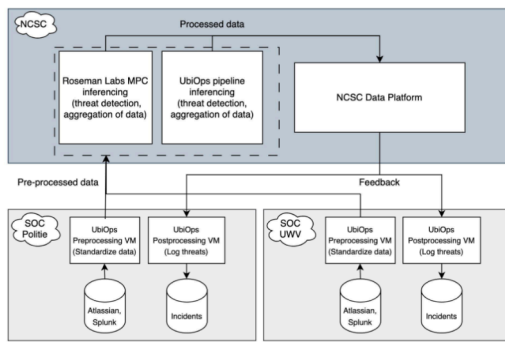 NCSC
Processed data
Roseman Labs MPC
inferencing
(threat detection,
aggregation of data)
UbiOps pipeline
inferencing
(threat detection,
aggregation of data)
NCSC Data Platform
Pre-processed data
Feedback
SOC
Politie
UbiOps
Preprocessing VM
(Standardize data)
UbiOps
Postprocessing VM
(Log threats)
Atlassian,
Splunk
Incidents
SOC
UWV
UbiOps
Preprocessing VM
(Standardize data)
UbiOps
Postprocessing VM
(Log threats)
Atlassian,
Splunk
Incidents